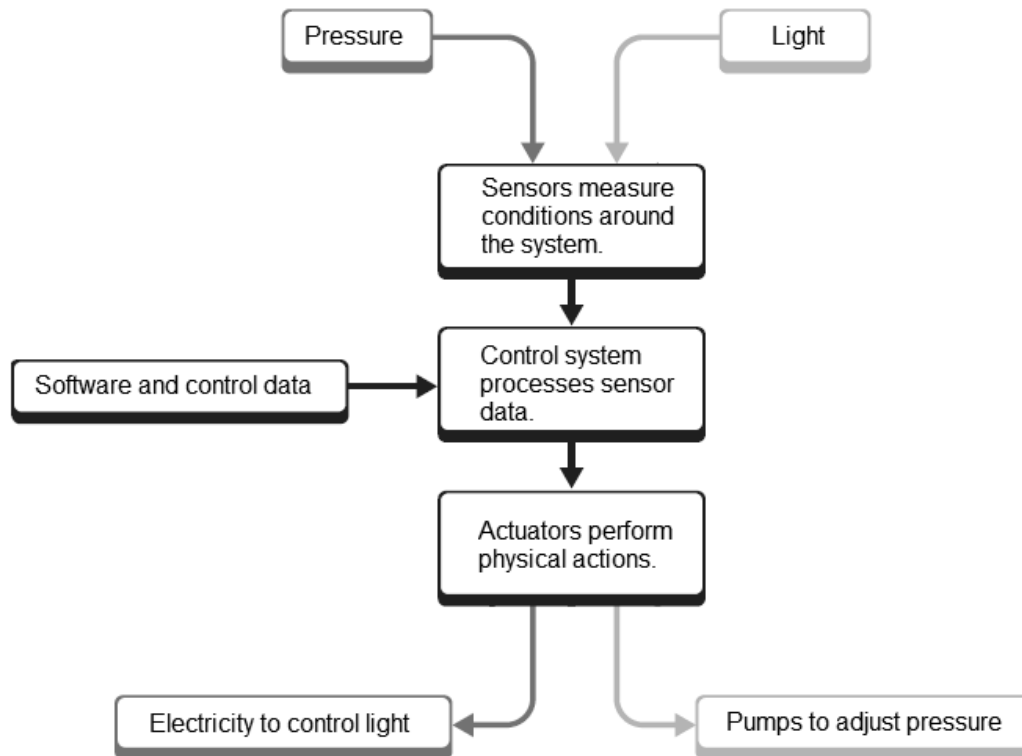 Pressure
Light
Sensors measure
conditions around
the system.
Software and control data
Control system
processes sensor
data.
Actuators perform
physical actions.
Electricity to control light
Pumps to adjust pressure